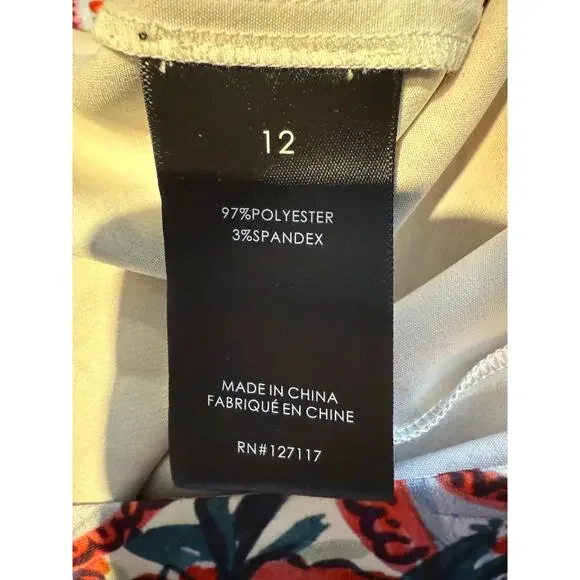 12
97%POLYESTER
3%SPANDEX
MADE IN CHINA
FABRIQUÉ EN CHINE
RN#127117